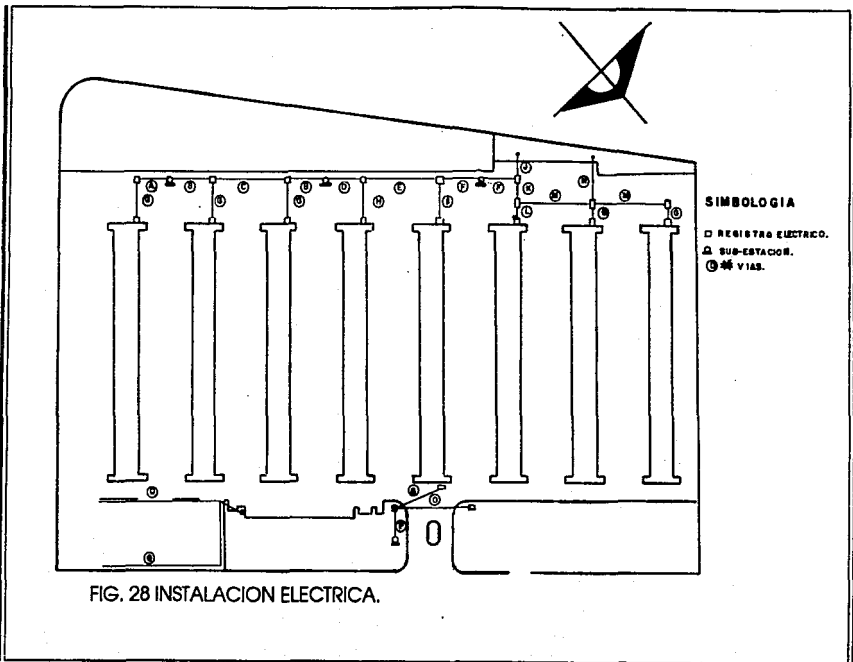 J
A B C B D E F F K N
G G G H I M M
L G
SIMBOLOGIA
□ REGISTRO ELECTRICO.
SUB-ESTACION.
# VIAS.
O
P
FIG. 28 INSTALACION ELECTRICA.